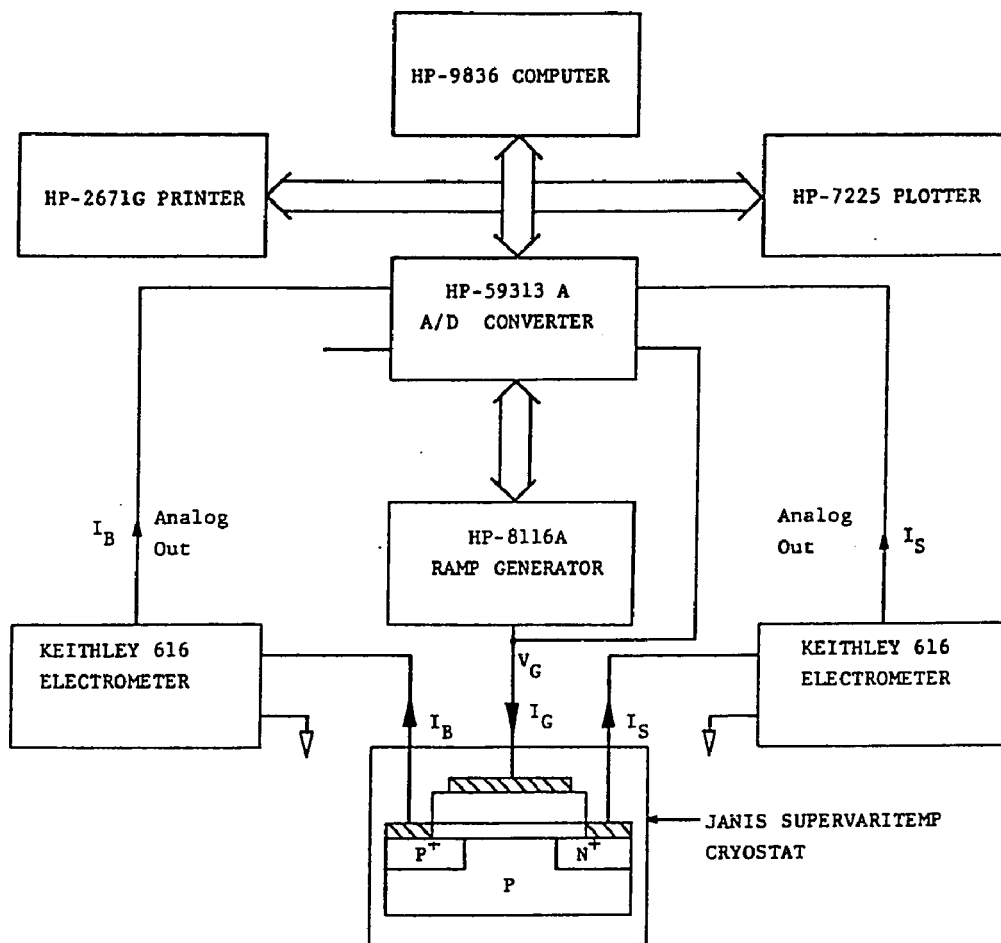 HP-9836 COMPUTER
HP-2671G PRINTER
HP-7225 PLOTTER
HP-59313 A
A/D CONVERTER
I_B
Analog
Out
HP-8116A
RAMP GENERATOR
Analog
Out
I_S
KEITHLEY 616
ELECTROMETER
KEITHLEY 616
ELECTROMETER
V_G
I_B
I_G
I_S
JANIS SUPERVARITEMP
CRYOSTAT
P+
N+
P